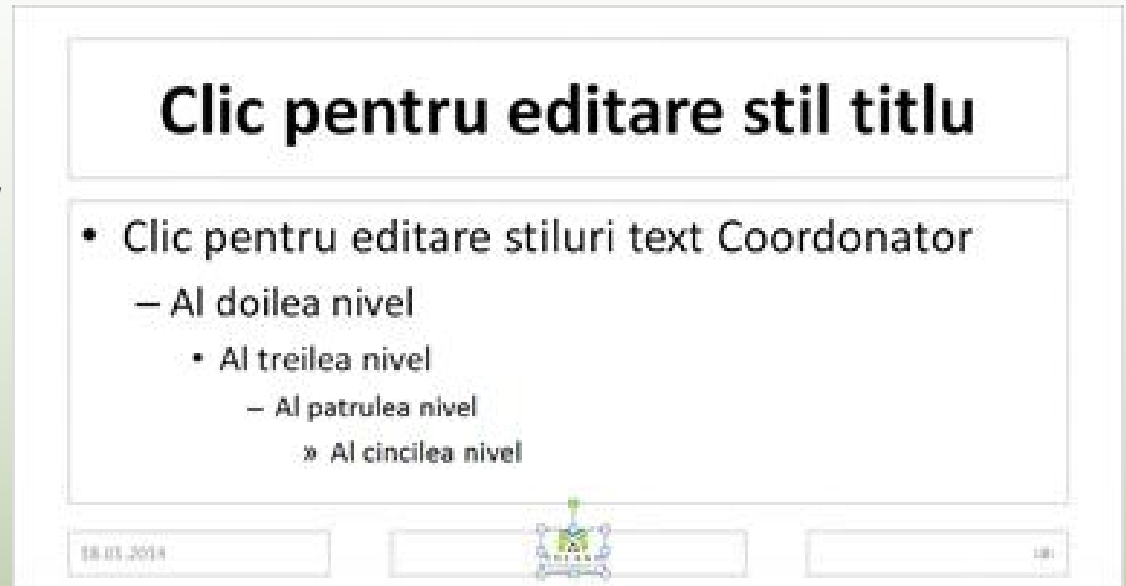 Clic pentru editare stil titlu
• Clic pentru editare stiluri text Coordonator
– Al doilea nivel
• Al treilea nivel
– Al patrulea nivel
» Al cincilea nivel
18.01.2014